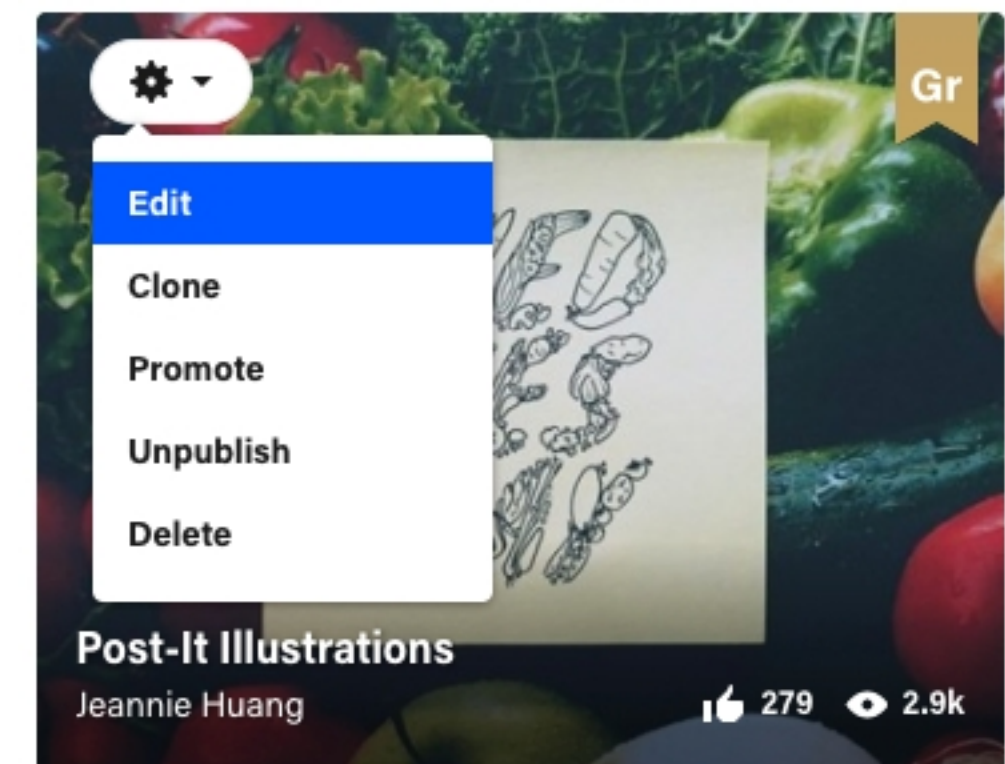 Gr
Edit
Clone
Promote
Unpublish
Delete
Post-It Illustrations
Jeannie Huang
279 2.9k